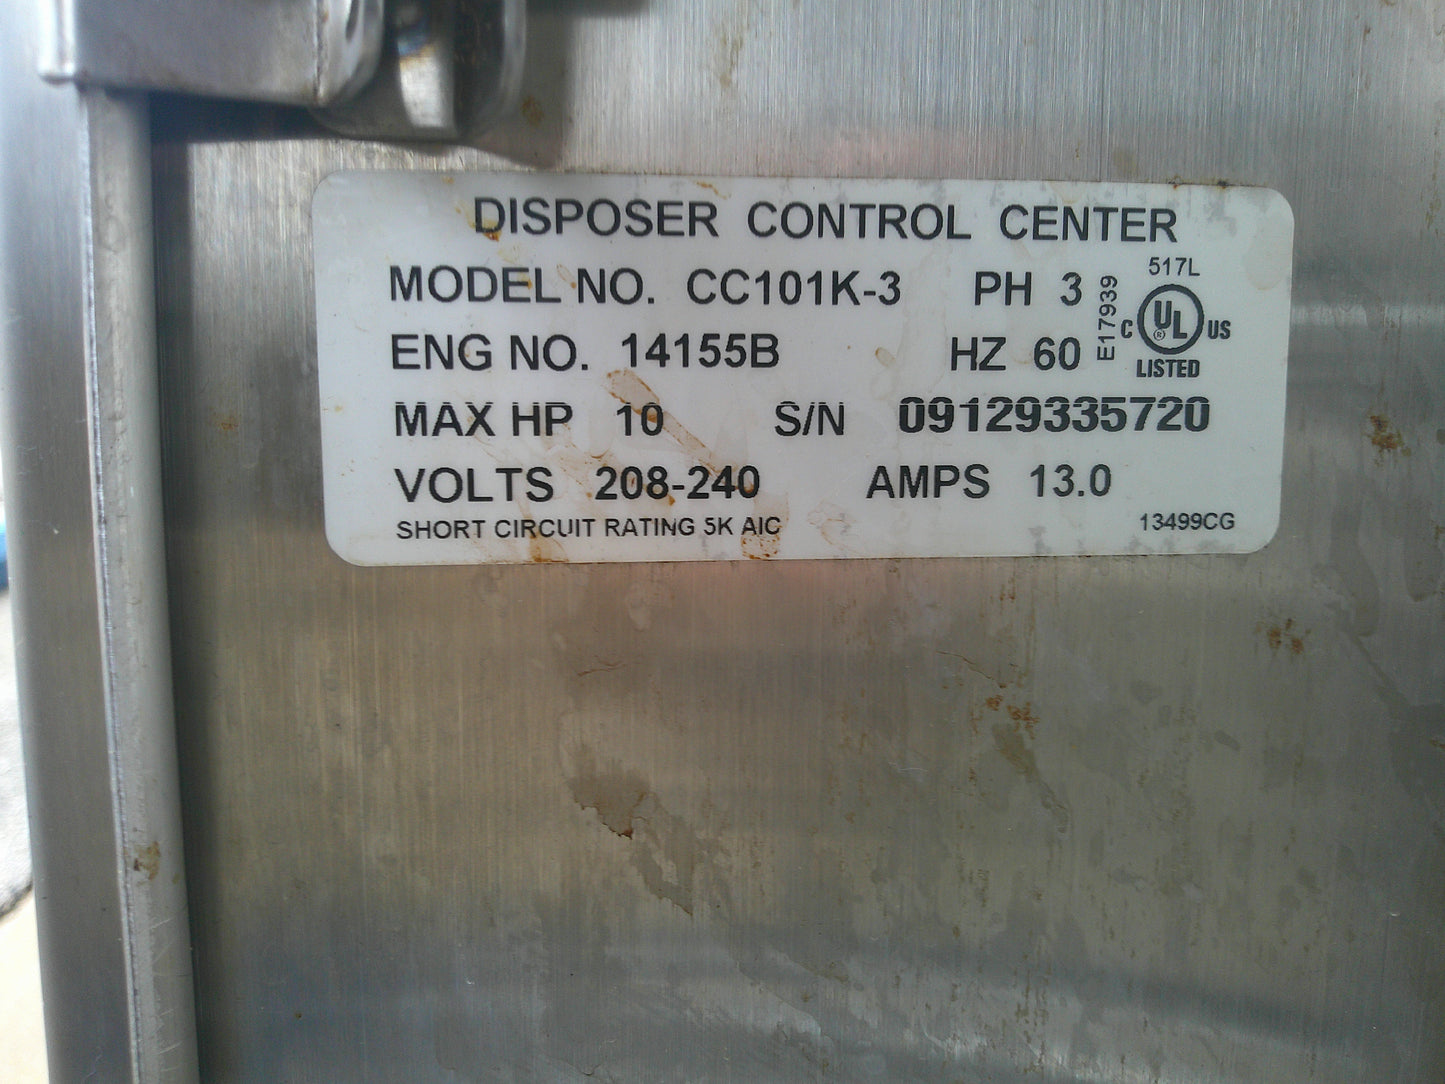 DISPOSER CONTROL CENTER
MODEL NO. CC101K-3 PH 3
ENG NO. 14155B HZ 60
E17939
517L
C UL ® US
LISTED
MAX HP 10 S/N 09129335720
VOLTS 208-240 AMPS 13.0
SHORT CIRCUIT RATING 5K AIC 13499CG